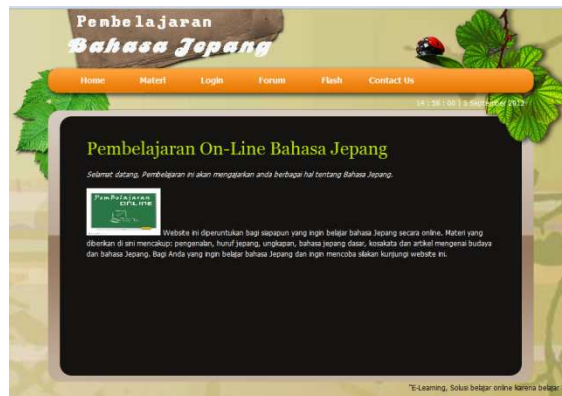 Pembelajaran
Bahasa Jepang
Home Materi Login Forum Flash Contact Us
September 2012
Pembelajaran On-Line Bahasa Jepang
Selamat datang, Pembelajaran ini akan mengajarkan anda berbagai hal tentang Bahasa Jepang.
Pembelajaran
ONLINE
Website ini diperuntukan bagi siapapun yang ingin belajar bahasa Jepang secara online. Materi yang
diberikan di sini mencakup: pengenalan, huruf jepang, ungkapan, bahasa jepang dasar, kosakata dan artikel mengenai budaya
dan bahasa Jepang. Bagi Anda yang ingin belajar bahasa Jepang dan ingin mencoba silakan kunjungi website ini.
"E-Learning, Solusi belajar online karena belajar